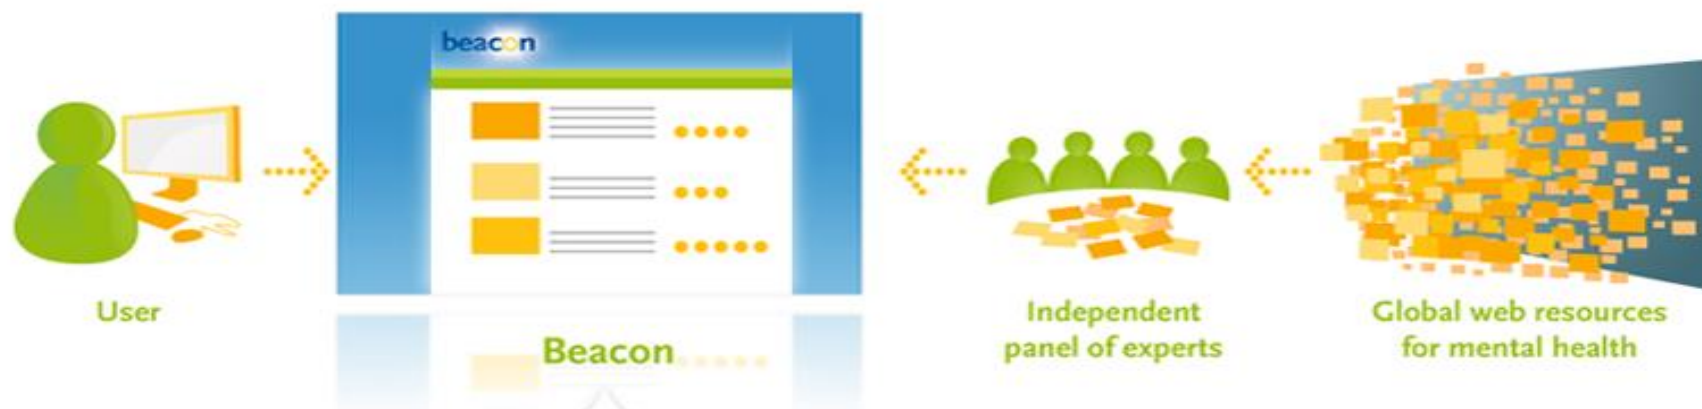 beacon
User
Beacon
Independent
panel of experts
Global web resources
for mental health